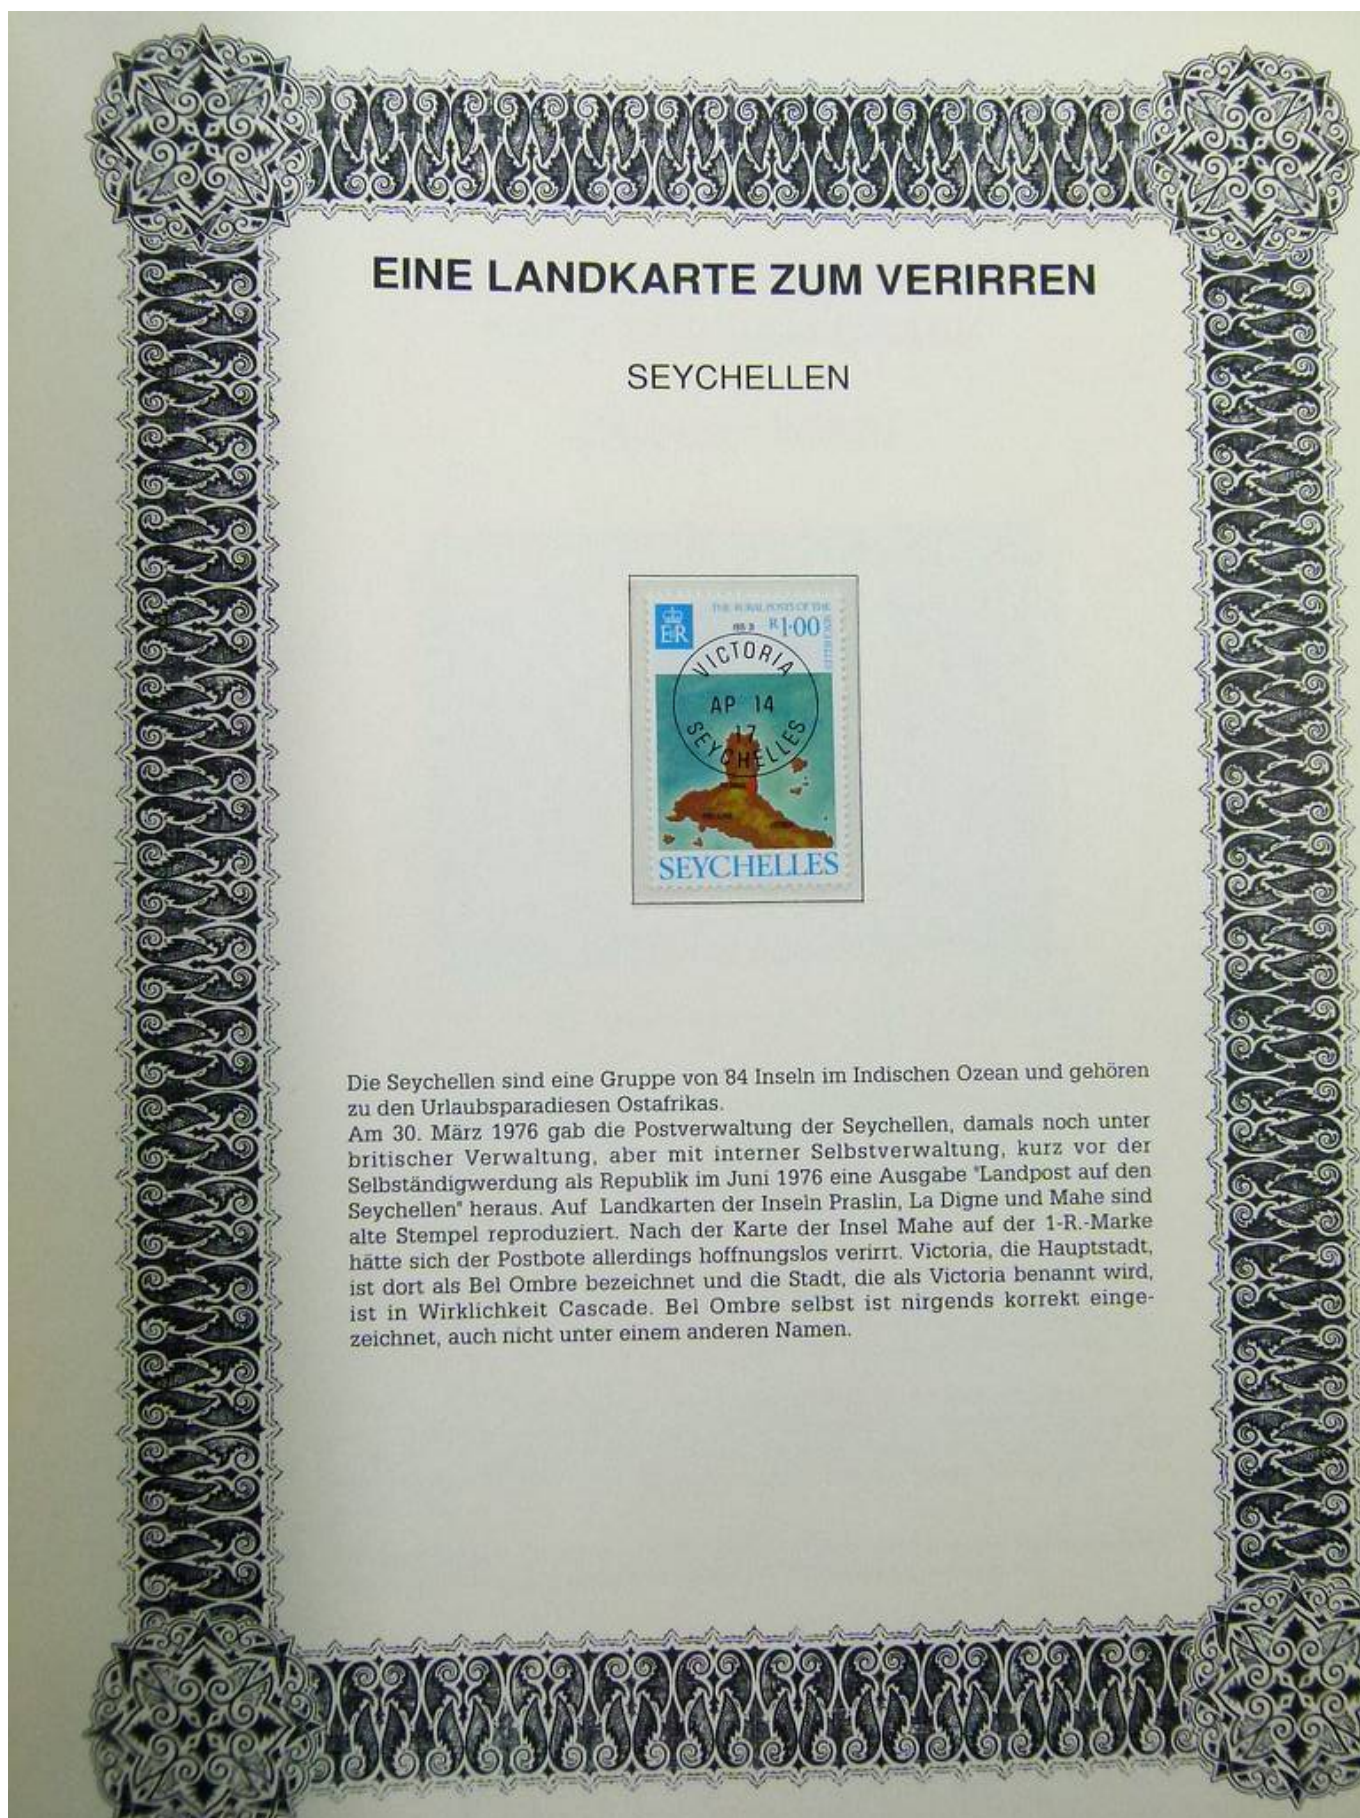 EINE LANDKARTE ZUM VERIRREN
SEYCHELLEN
THE RURAL POSTS OF THE
R1·00
EIIR
VICTORIA
AP 14
17
SEYCHELLES
SEYCHELLES
Die Seychellen sind eine Gruppe von 84 Inseln im Indischen Ozean und gehören
zu den Urlaubsparadiesen Ostafrikas.
Am 30. März 1976 gab die Postverwaltung der Seychellen, damals noch unter
britischer Verwaltung, aber mit interner Selbstverwaltung, kurz vor der
Selbständigwerdung als Republik im Juni 1976 eine Ausgabe "Landpost auf den
Seychellen" heraus. Auf Landkarten der Inseln Praslin, La Digne und Mahe sind
alte Stempel reproduziert. Nach der Karte der Insel Mahe auf der 1-R.-Marke
hätte sich der Postbote allerdings hoffnungslos verirrt. Victoria, die Hauptstadt,
ist dort als Bel Ombre bezeichnet und die Stadt, die als Victoria benannt wird,
ist in Wirklichkeit Cascade. Bel Ombre selbst ist nirgends korrekt einge-
zeichnet, auch nicht unter einem anderen Namen.